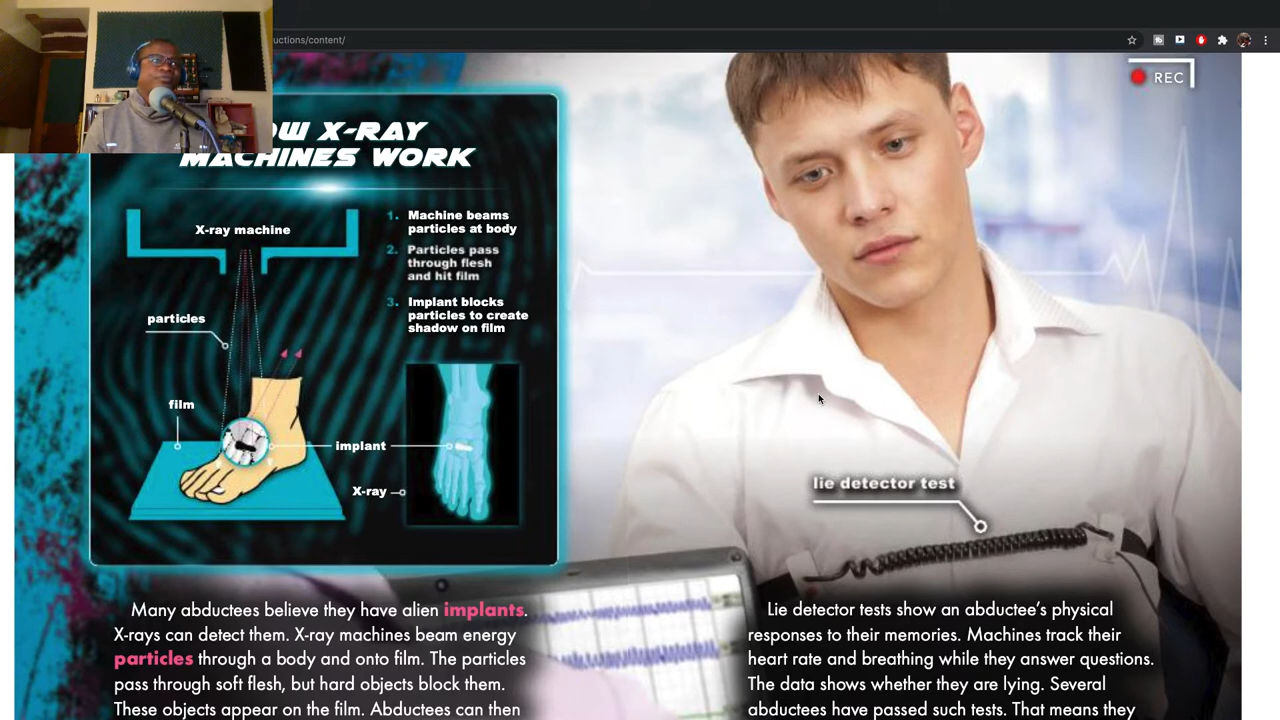 uctions/content/
REC
OW X-RAY
MACHINES WORK
X-ray machine
1. Machine beams
particles at body
2. Particles pass
through flesh
and hit film
3. Implant blocks
particles to create
shadow on film
particles
film
implant
X-ray
lie detector test
Many abductees believe they have alien implants.
X-rays can detect them. X-ray machines beam energy
particles through a body and onto film. The particles
pass through soft flesh, but hard objects block them.
These objects appear on the film. Abductees can then
Lie detector tests show an abductee's physical
responses to their memories. Machines track their
heart rate and breathing while they answer questions.
The data shows whether they are lying. Several
abductees have passed such tests. That means they